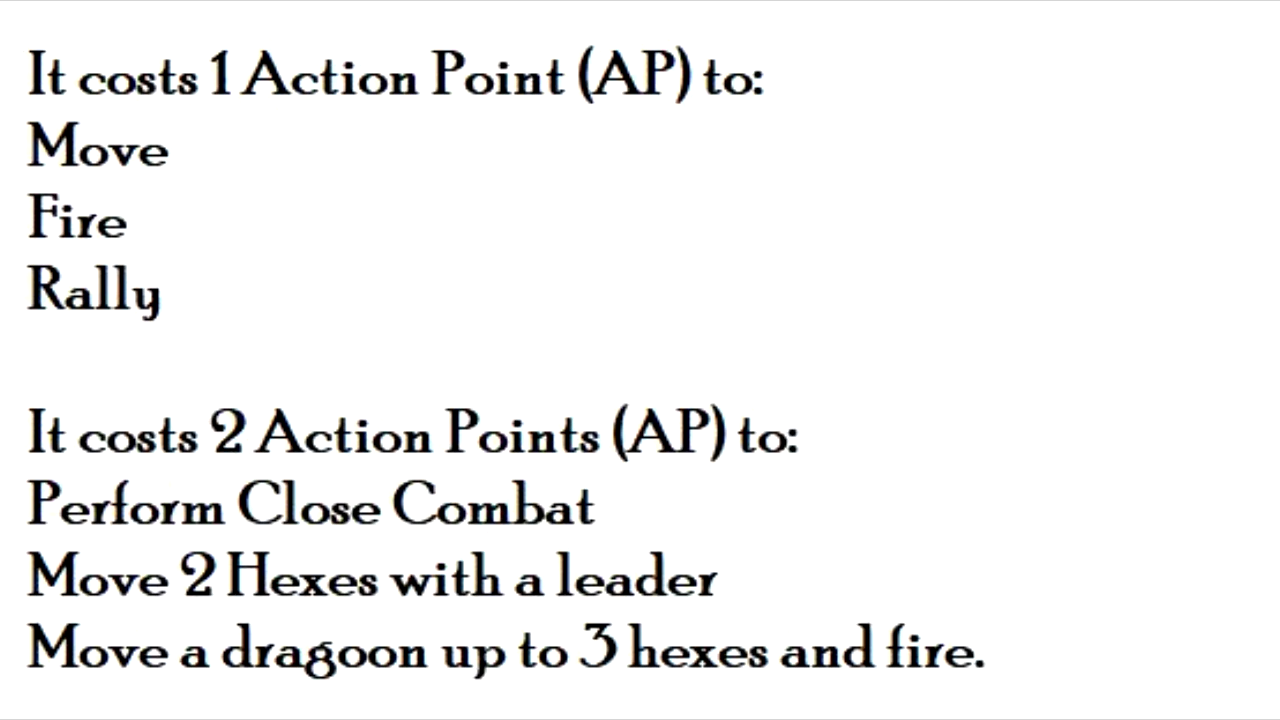 It costs 1 Action Point (AP) to:
Move
Fire
Rally
It costs 2 Action Points (AP) to:
Perform Close Combat
Move 2 Hexes with a leader
Move a dragoon up to 3 hexes and fire.